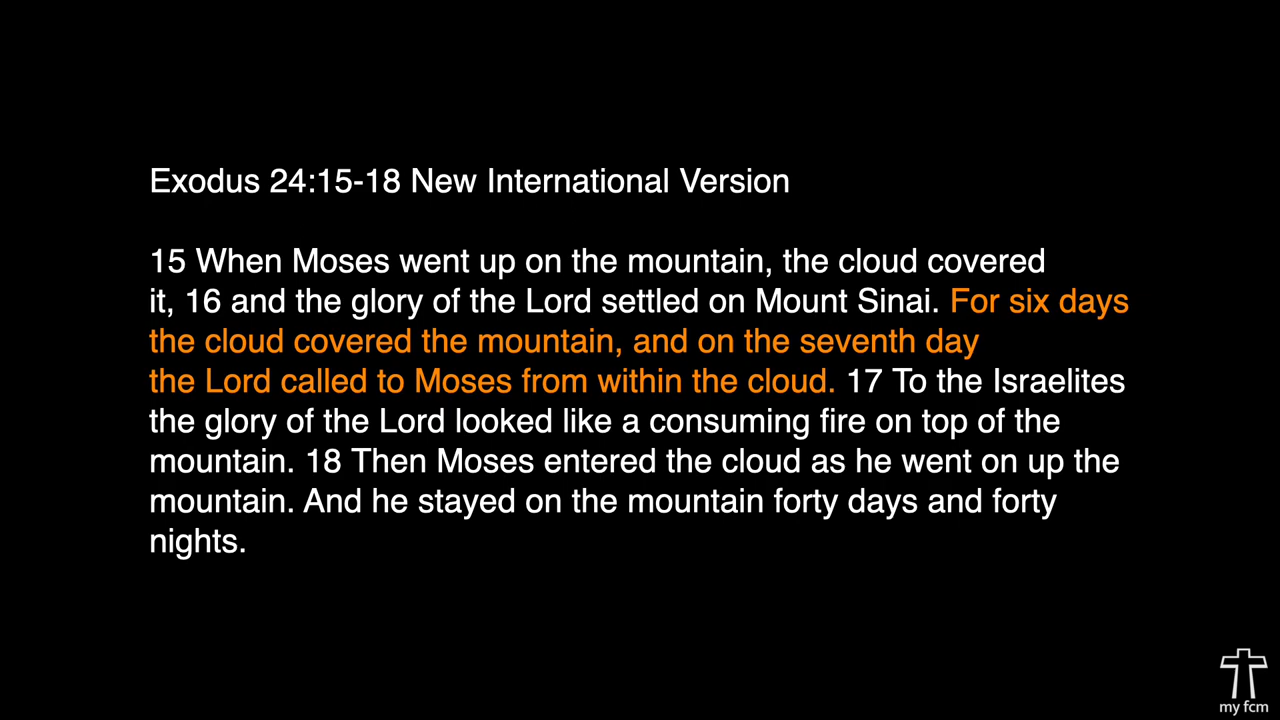 Exodus 24:15-18 New International Version
15 When Moses went up on the mountain, the cloud covered
it, 16 and the glory of the Lord settled on Mount Sinai. For six days
the cloud covered the mountain, and on the seventh day
the Lord called to Moses from within the cloud. 17 To the Israelites
the glory of the Lord looked like a consuming fire on top of the
mountain. 18 Then Moses entered the cloud as he went on up the
mountain. And he stayed on the mountain forty days and forty
nights.
my fcm